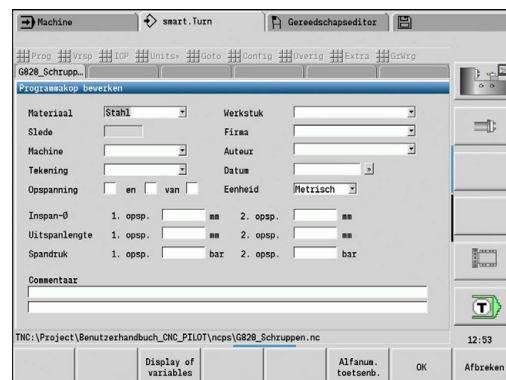 Machine smart.Turn Gereedschapseditor
Prog Vrsp ICP Units» Goto Config Overig Extra GrWrg
G828_Schrupp...
Programmakop bewerken
Materiaal Stahl Werkstuk
Slede Firma
Machine Auteur
Tekening Datum »
Opspanning en van Eenheid Metrisch
Inspan-Ø 1. opsp. mm 2. opsp. mm
Uitspanlengte 1. opsp. mm 2. opsp. mm
Spandruk 1. opsp. bar 2. opsp. bar
Commentaar
TNC:\Project\Benutzerhandbuch_CNC_PILOT\ncps\G828_Schruppen.nc
12:53
Display of variables
Alfanum. toetsenb.
OK
Afbreken
T